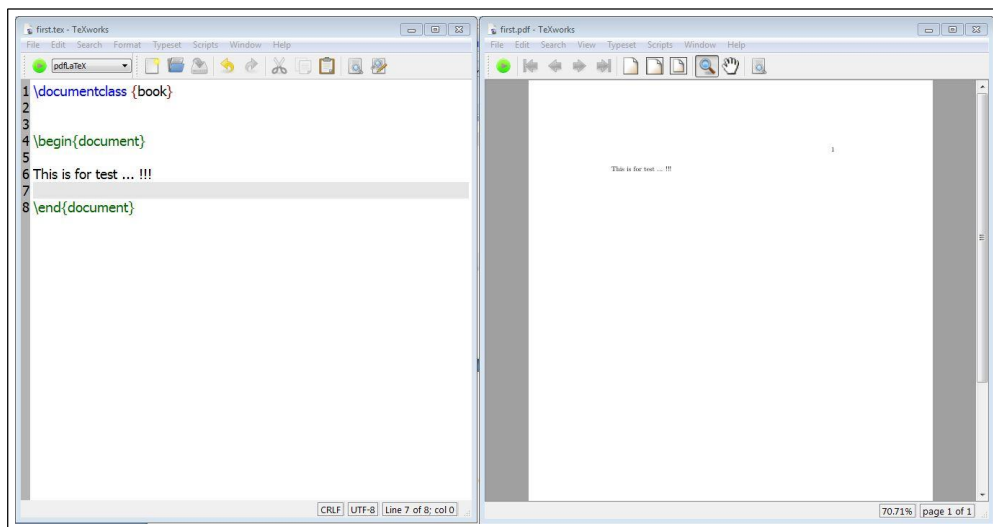 first.tex - TeXworks
File Edit Search Format Typeset Scripts Window Help
pdfLaTeX
1 \documentclass {book}
2
3
4 \begin{document}
5
6 This is for test ... !!!
7
8 \end{document}
CRLF UTF-8 Line 7 of 8; col 0
first.pdf - TeXworks
File Edit Search View Typeset Scripts Window Help
1
This is for test ... !!!
70.71% page 1 of 1